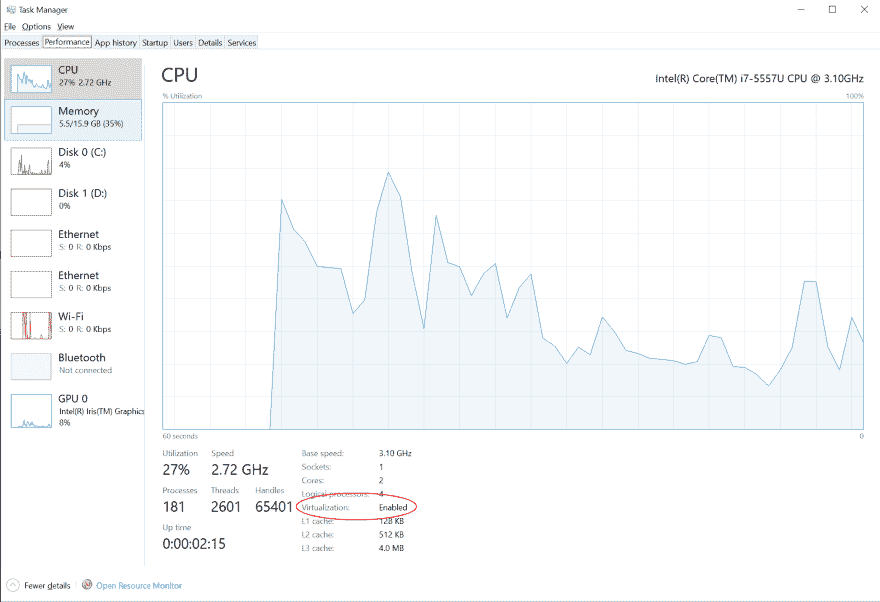 Task Manager
File Options View
Processes Performance App history Startup Users Details Services
CPU
27% 2.72 GHz
Memory
5.5/15.9 GB (35%)
Disk 0 (C:)
4%
Disk 1 (D:)
0%
Ethernet
S: 0 R: 0 Kbps
Ethernet
S: 0 R: 0 Kbps
Wi-Fi
S: 0 R: 0 Kbps
Bluetooth
Not connected
GPU 0
Intel(R) Iris(TM) Graphics
8%
CPU
Intel(R) Core(TM) i7-5557U CPU @ 3.10GHz
% Utilization 100%
60 seconds 0
Utilization Speed
27% 2.72 GHz
Processes Threads Handles
181 2601 65401
Up time
0:00:02:15
Base speed: 3.10 GHz
Sockets: 1
Cores: 2
Logical processors: 4
Virtualization: Enabled
L1 cache: 128 KB
L2 cache: 512 KB
L3 cache: 4.0 MB
Fewer details Open Resource Monitor